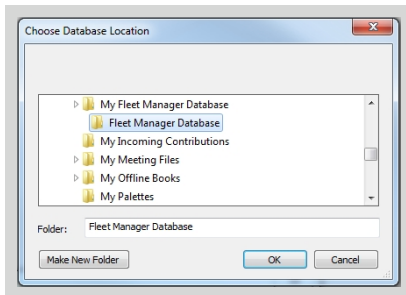 Choose Database Location
My Fleet Manager Database
Fleet Manager Database
My Incoming Contributions
My Meeting Files
My Offline Books
My Palettes
Folder: Fleet Manager Database
Make New Folder OK Cancel